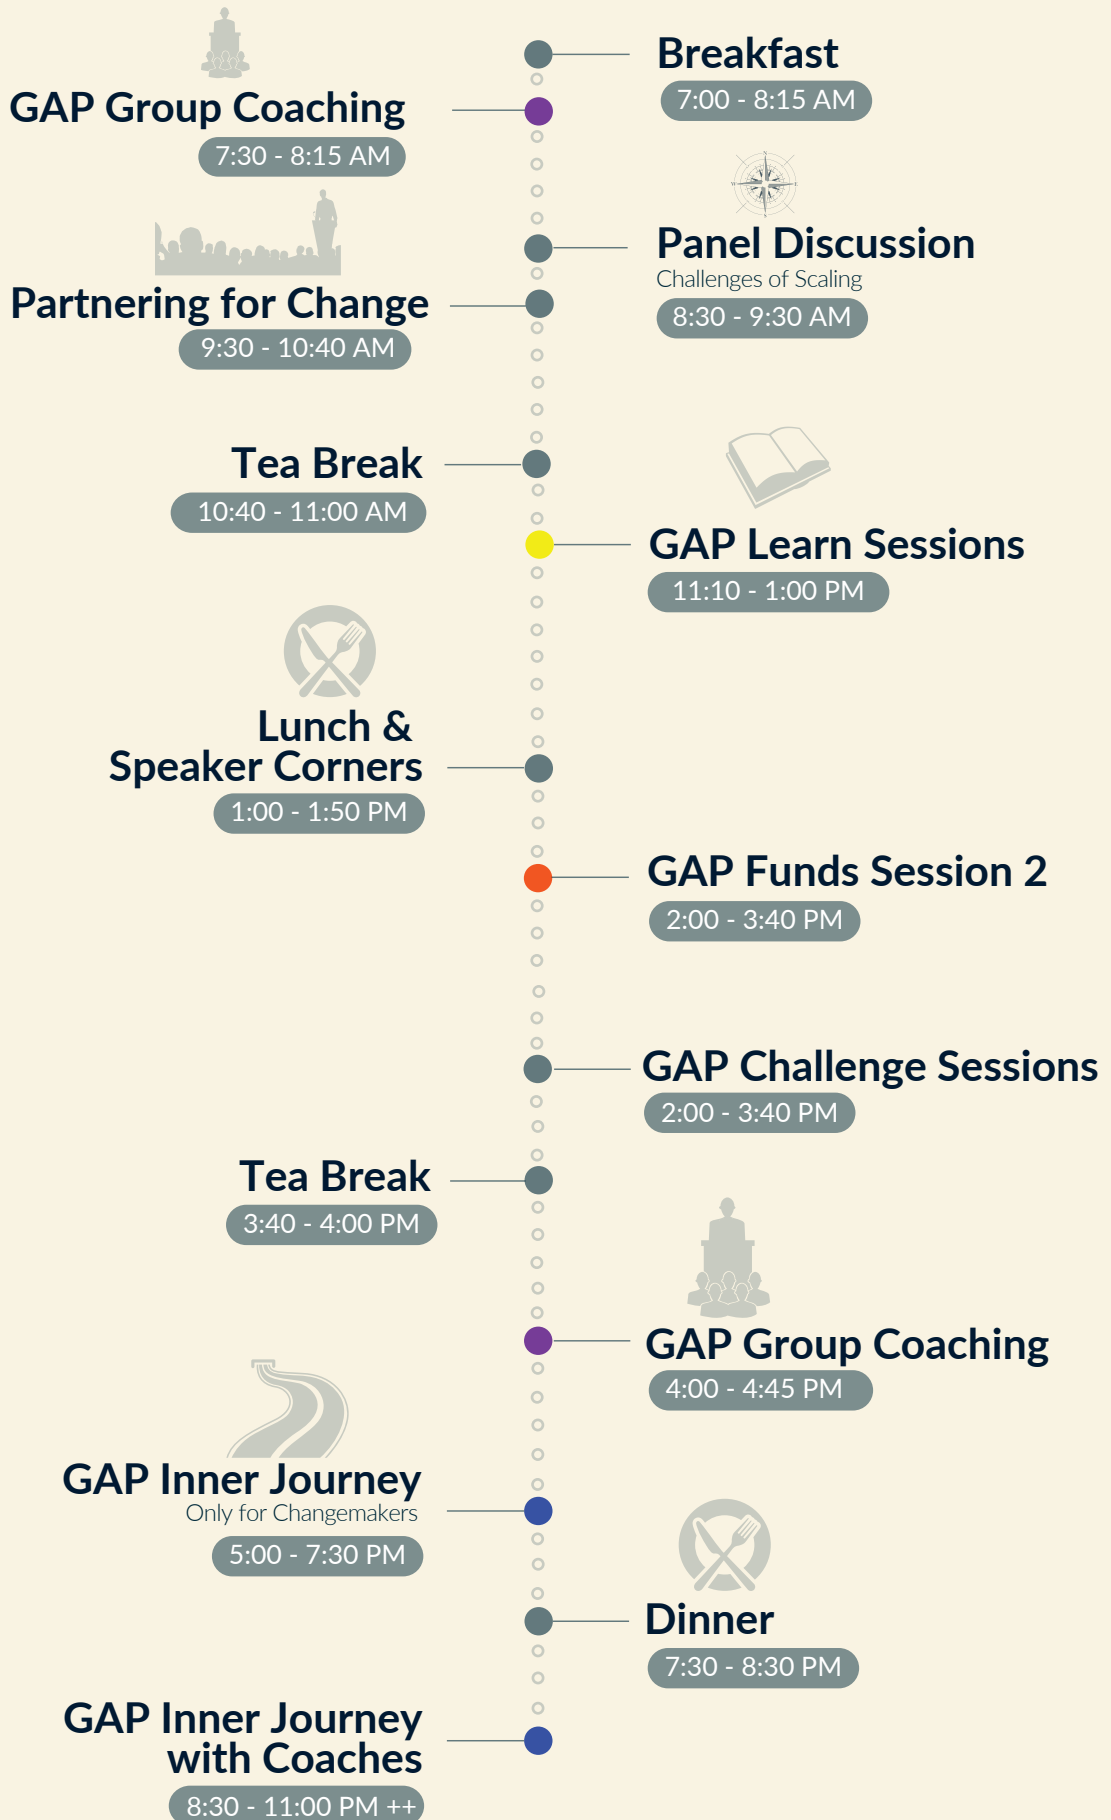 Breakfast
7:00 - 8:15 AM
GAP Group Coaching
7:30 - 8:15 AM
N
W
E
S
Panel Discussion
Challenges of Scaling
8:30 - 9:30 AM
Partnering for Change
9:30 - 10:40 AM
Tea Break
10:40 - 11:00 AM
GAP Learn Sessions
11:10 - 1:00 PM
Lunch &
Speaker Corners
1:00 - 1:50 PM
GAP Funds Session 2
2:00 - 3:40 PM
GAP Challenge Sessions
2:00 - 3:40 PM
Tea Break
3:40 - 4:00 PM
GAP Group Coaching
4:00 - 4:45 PM
GAP Inner Journey
Only for Changemakers
5:00 - 7:30 PM
Dinner
7:30 - 8:30 PM
GAP Inner Journey
with Coaches
8:30 - 11:00 PM ++